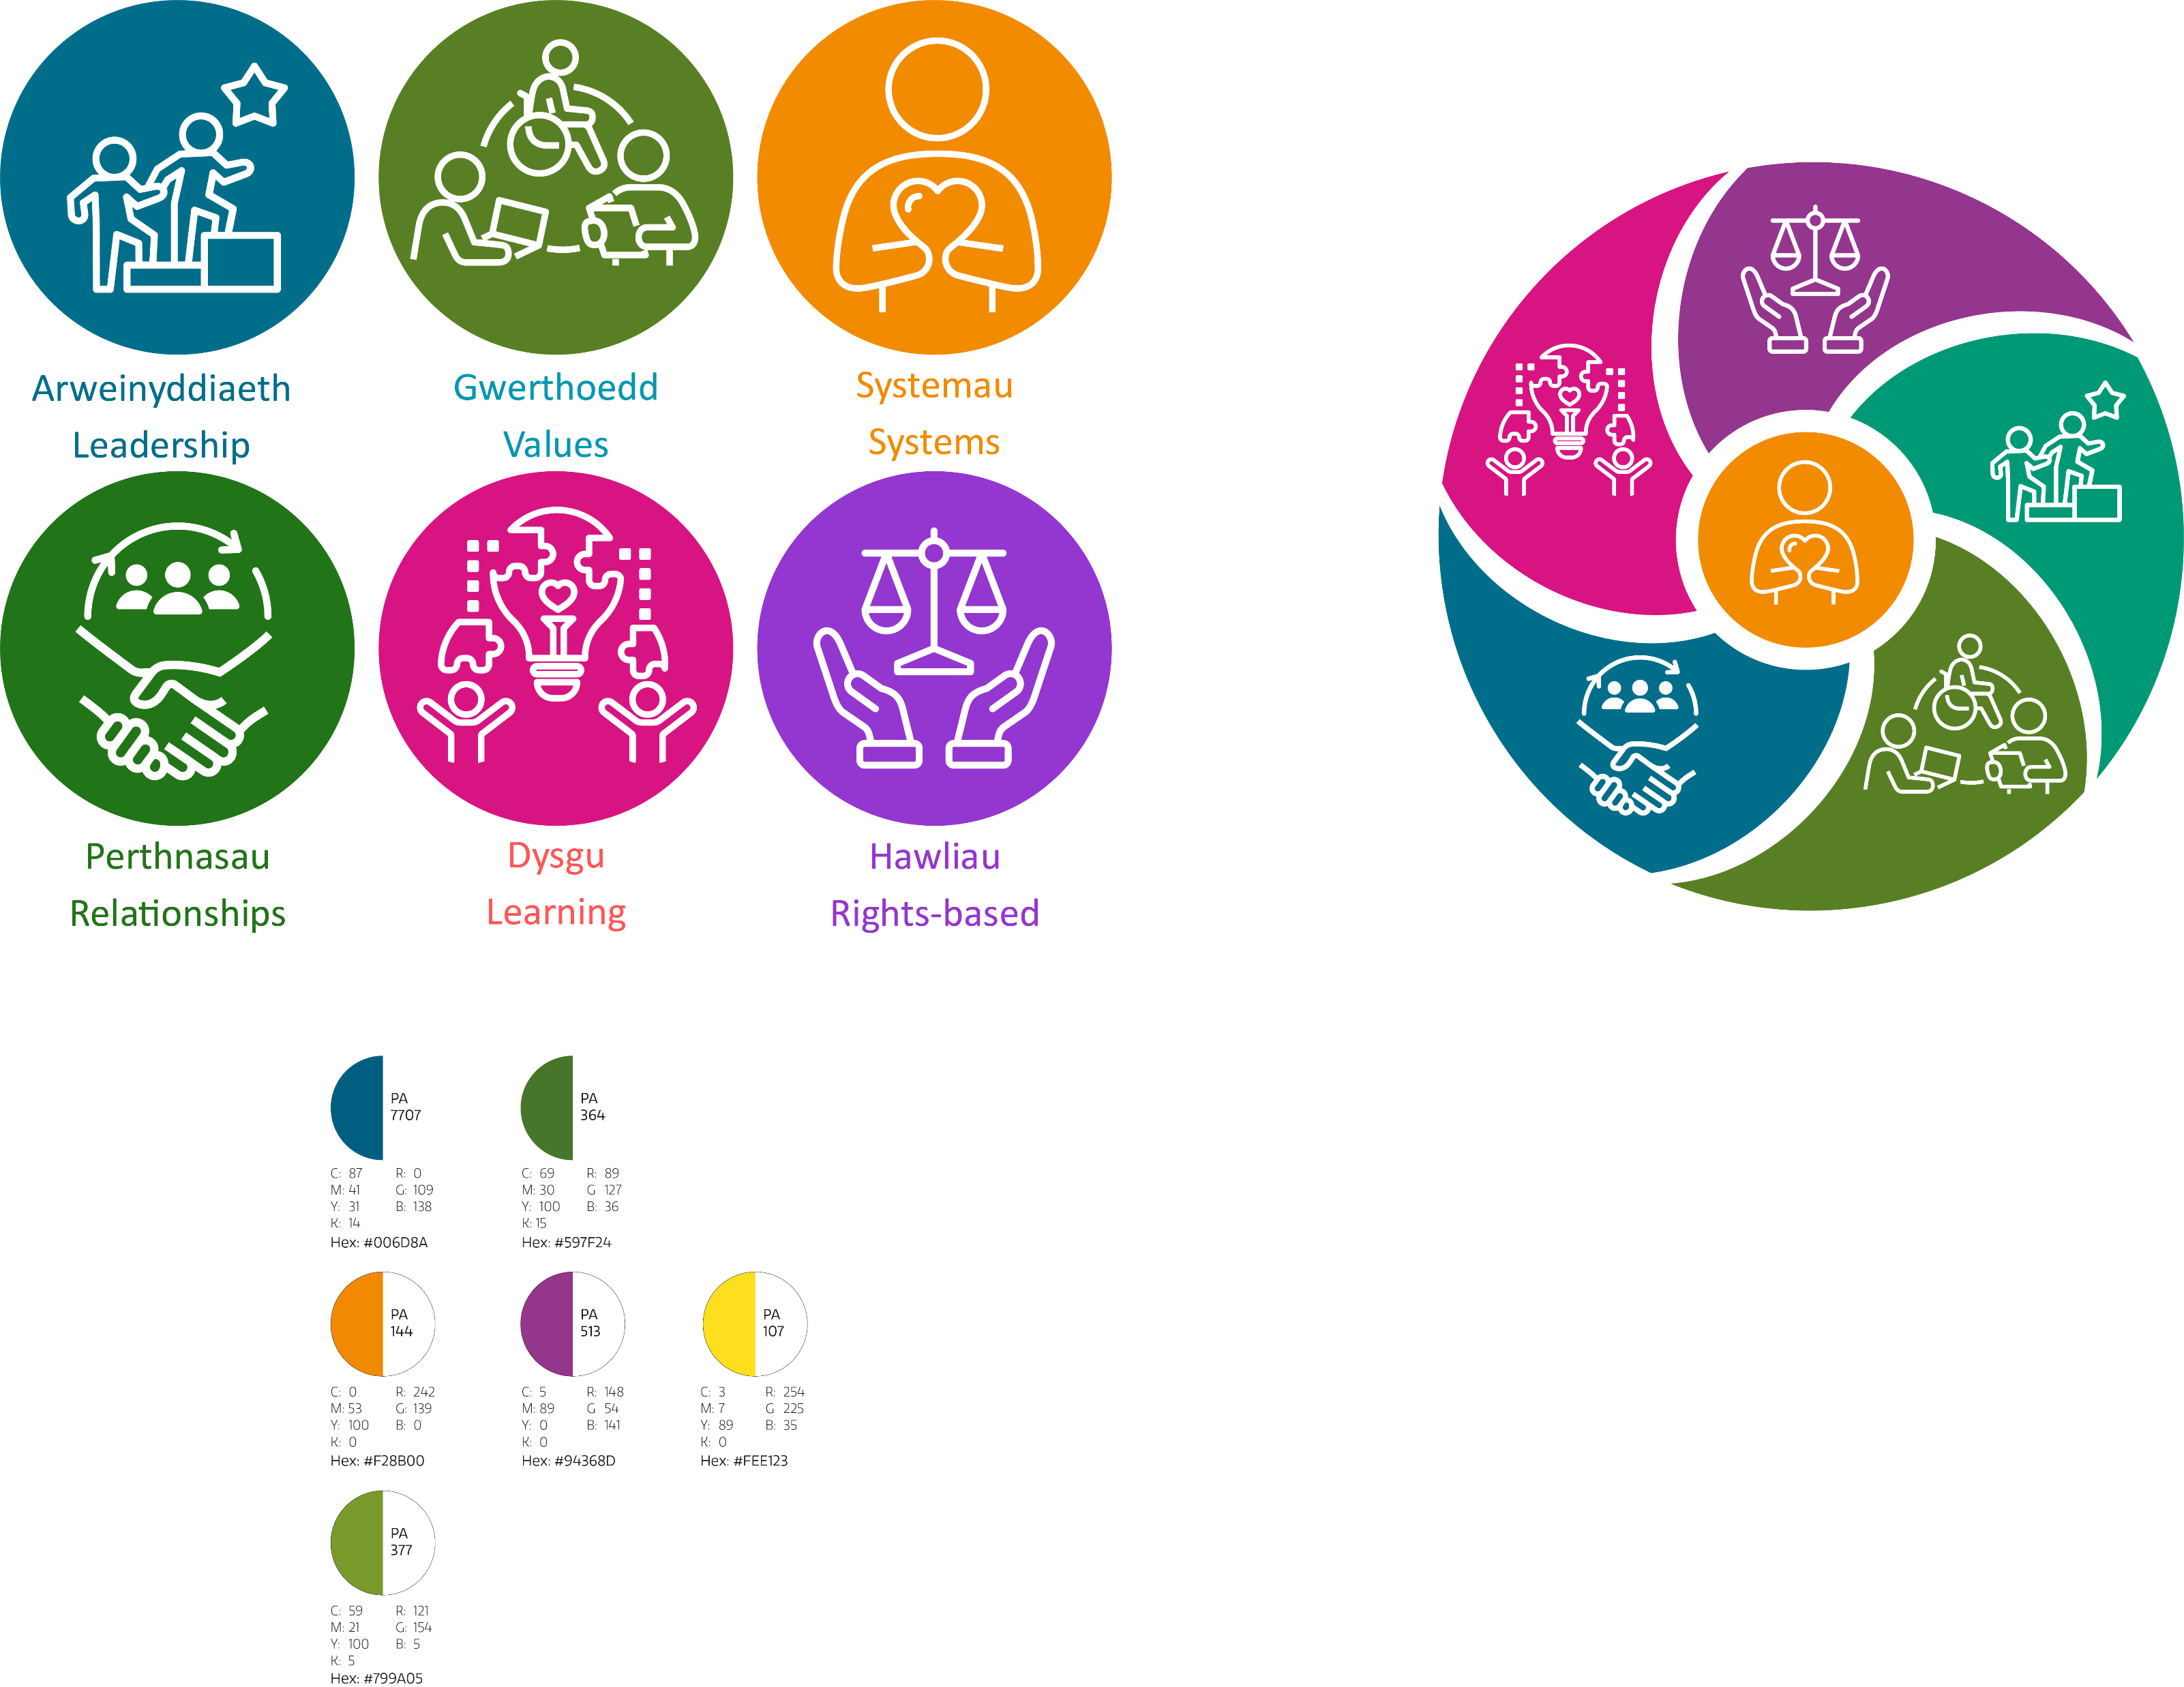 Arweinyddiaeth
Leadership
Gwerthoedd
Values
Systemau
Systems
Perthnasau
Relationships
Dysgu
Learning
Hawliau
Rights-based
PA
7707
C: 87 R: 0
M: 41 G: 109
Y: 31 B: 138
K: 14
Hex: #006D8A
PA
364
C: 69 R: 89
M: 30 G 127
Y: 100 B: 36
K: 15
Hex: #597F24
PA
144
C: 0 R: 242
M: 53 G: 139
Y: 100 B: 0
K: 0
Hex: #F28B00
PA
513
C: 5 R: 148
M: 89 G 54
Y: 0 B: 141
K: 0
Hex: #94368D
PA
107
C: 3 R: 254
M: 7 G 225
Y: 89 B: 35
K: 0
Hex: #FEE123
PA
377
C: 59 R: 121
M: 21 G: 154
Y: 100 B: 5
K: 5
Hex: #799A05